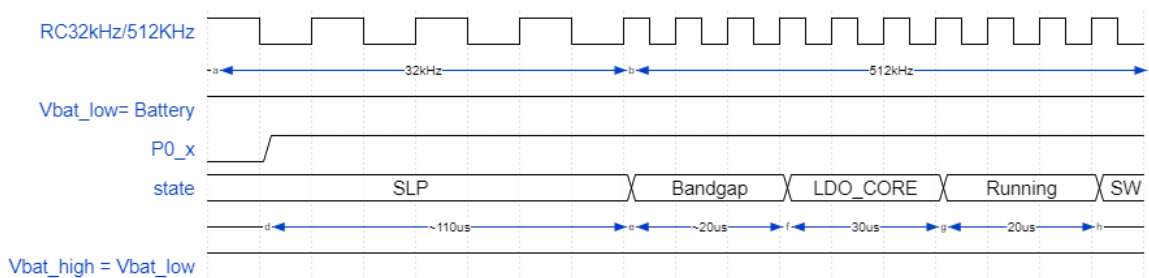 RC32kHz/512KHz
a 32kHz b 512kHz
Vbat_low= Battery
P0_x
state SLP Bandgap LDO_CORE Running SW
d ~110us e ~20us f 30us g 20us h
Vbat_high = Vbat_low